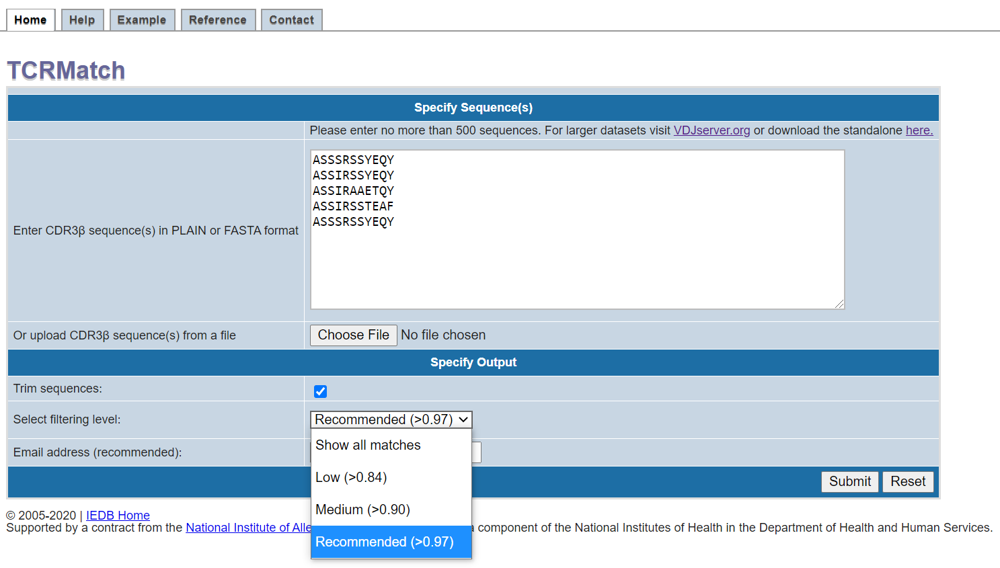 Home Help Example Reference Contact
TCRMatch
Specify Sequence(s)
Please enter no more than 500 sequences. For larger datasets visit VDJserver.org or download the standalone here.
Enter CDR3β sequence(s) in PLAIN or FASTA format
ASSSRSSYEQY
ASSIRSSYEQY
ASSIRAAETQY
ASSIRSSTEAF
ASSSRSSYEQY
Or upload CDR3β sequence(s) from a file
Choose File No file chosen
Specify Output
Trim sequences:
Select filtering level:
Recommended (>0.97)
Show all matches
Low (>0.84)
Medium (>0.90)
Recommended (>0.97)
Email address (recommended):
Submit Reset
© 2005-2020 | IEDB Home
Supported by a contract from the National Institute of a component of the National Institutes of Health in the Department of Health and Human Services.